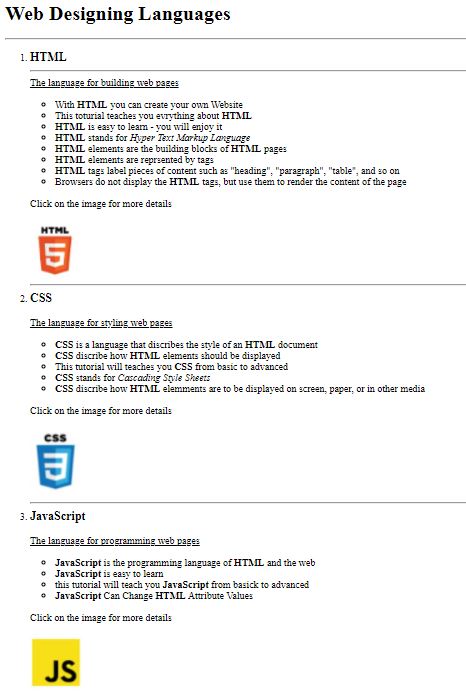 Web Designing Languages
1. HTML
The language for building web pages
With HTML you can create your own Website
This toturial teaches you evrything about HTML
HTML is easy to learn - you will enjoy it
HTML stands for Hyper Text Markup Language
HTML elements are the building blocks of HTML pages
HTML elements are reprsented by tags
HTML tags label pieces of content such as "heading", "paragraph", "table", and so on
Browsers do not display the HTML tags, but use them to render the content of the page
Click on the image for more details
HTML
5
2. CSS
The language for styling web pages
CSS is a language that discribes the style of an HTML document
CSS discribe how HTML elements should be displayed
This tutorial will teaches you CSS from basic to advanced
CSS stands for Cascading Style Sheets
CSS discribe how HTML elemments are to be displayed on screen, paper, or in other media
Click on the image for more details
CSS
3
3. JavaScript
The language for programming web pages
JavaScript is the programming language of HTML and the web
JavaScript is easy to learn
this tutorial will teach you JavaScript from basick to advanced
JavaScript Can Change HTML Attribute Values
Click on the image for more details
JS